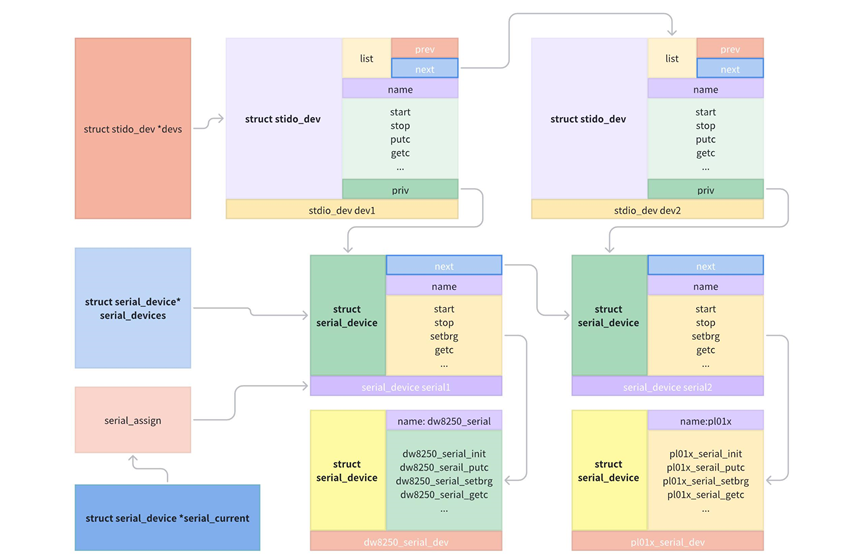 struct stido_dev *devs
struct stido_dev
list
prev
next
name
start
stop
putc
getc
...
priv
stdio_dev dev1
struct stido_dev
list
prev
next
name
start
stop
putc
getc
...
priv
stdio_dev dev2
struct serial_device*
serial_devices
struct
serial_device
next
name
start
stop
setbrg
getc
...
serial_device serial1
struct
serial_device
next
name
start
stop
setbrg
getc
...
serial_device serial2
serial_assign
struct serial_device *serial_current
struct
serial_device
name: dw8250_serial
dw8250_serial_init
dw8250_serail_putc
dw8250_serial_setbrg
dw8250_serial_getc
...
dw8250_serial_dev
struct
serial_device
name:pl01x
pl01x_serial_init
pl01x_serail_putc
pl01x_serial_setbrg
pl01x_serial_getc
...
pl01x_serial_dev